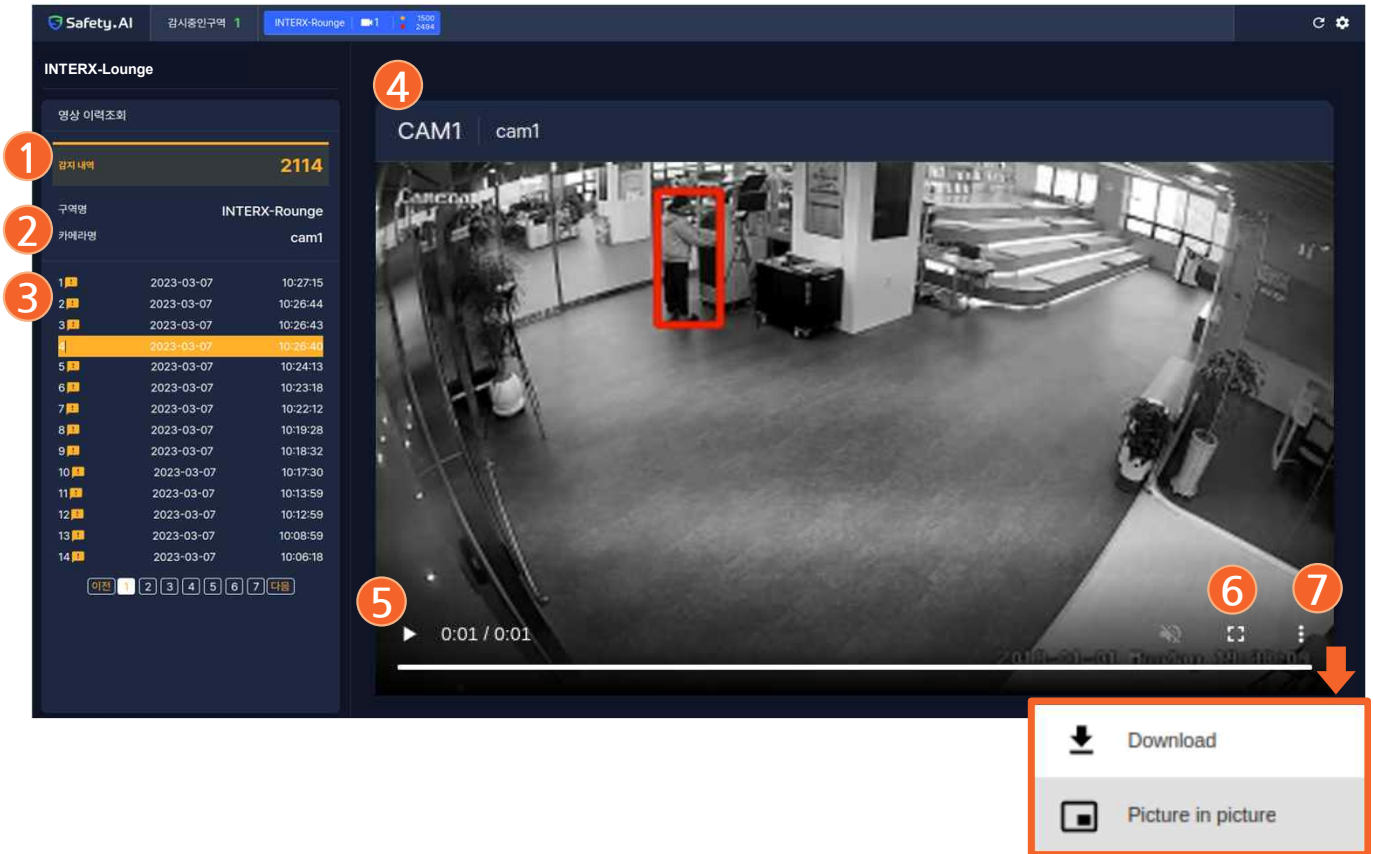 Safety.AI 감시중인구역 1 INTERX-Rounge 1 1500
2494
INTERX-Lounge
4
영상 이력조회
CAM1 cam1
1
감지 내역 2114
구역명 INTERX-Rounge
2
카메라명 cam1
3
1 2023-03-07 10:27:15
2 2023-03-07 10:26:44
3 2023-03-07 10:26:43
4 2023-03-07 10:26:40
5 2023-03-07 10:24:13
6 2023-03-07 10:23:18
7 2023-03-07 10:22:12
8 2023-03-07 10:19:28
9 2023-03-07 10:18:32
10 2023-03-07 10:17:30
11 2023-03-07 10:13:59
12 2023-03-07 10:12:59
13 2023-03-07 10:08:59
14 2023-03-07 10:06:18
이전 1 2 3 4 5 6 7 다음
5
6
7
0:01 / 0:01
Download
Picture in picture